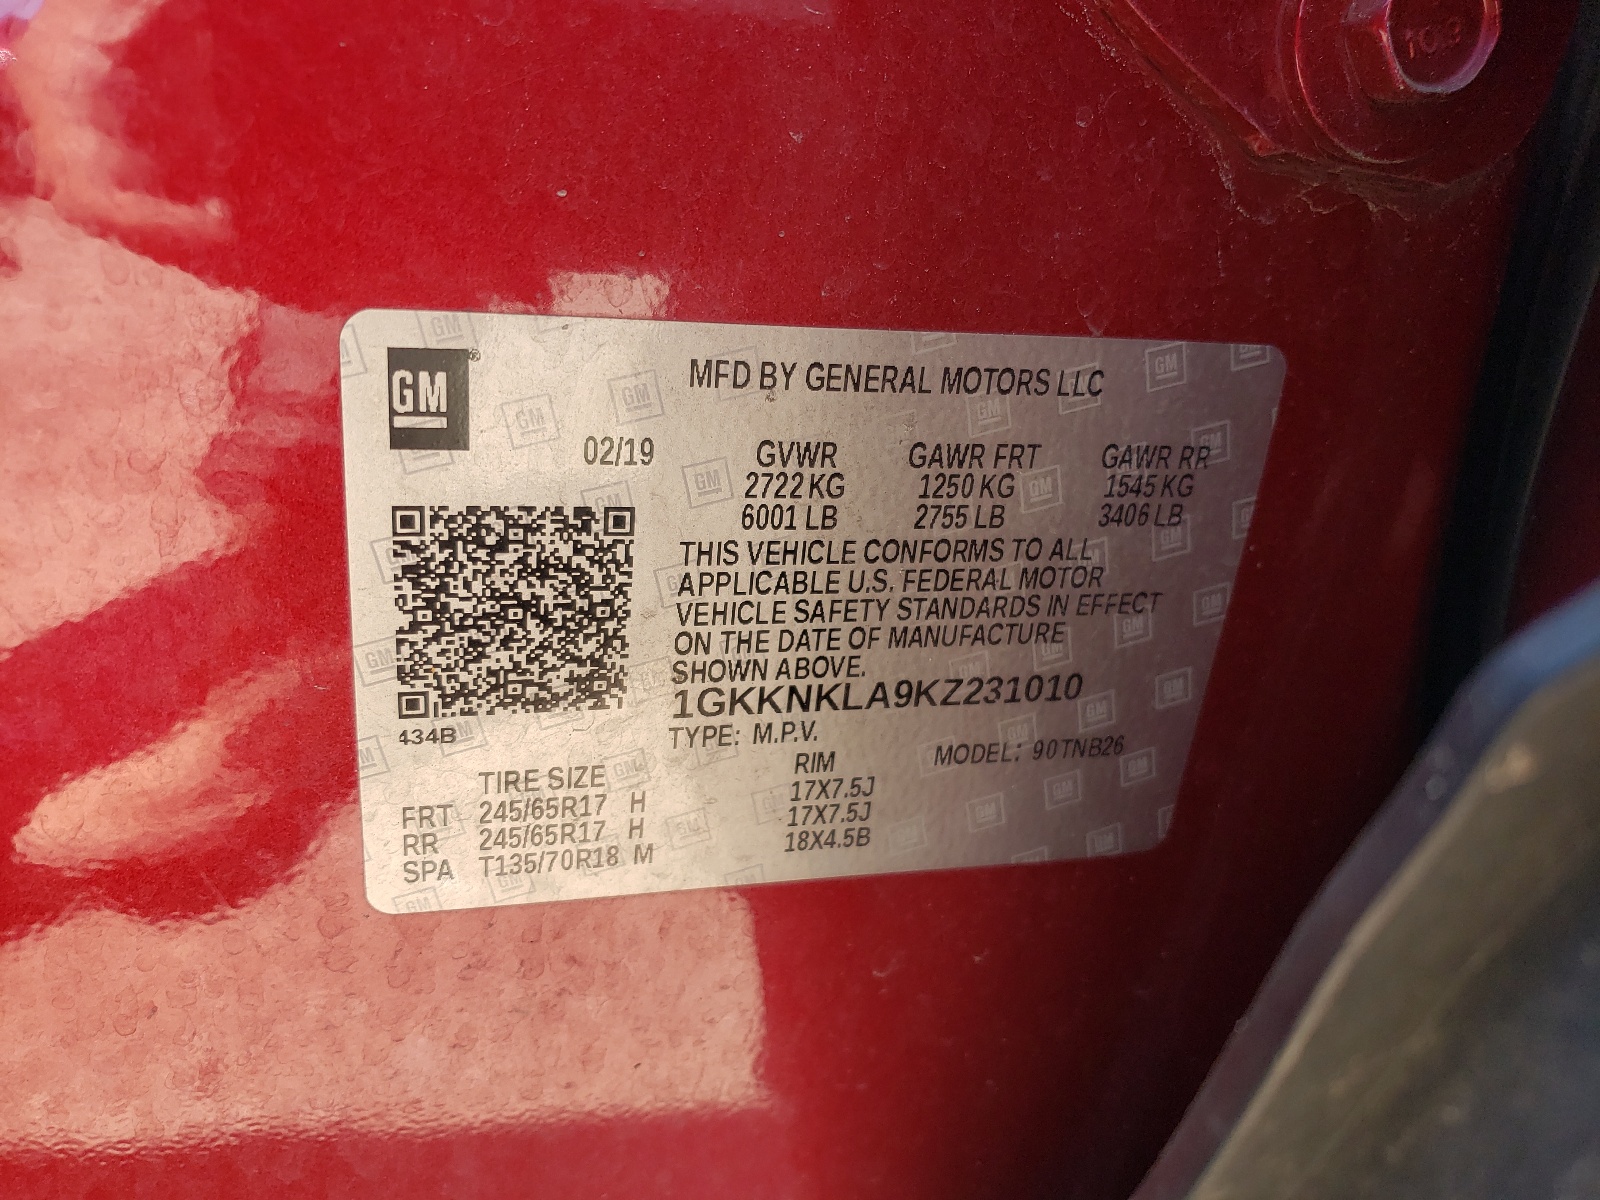 GM
MFD BY GENERAL MOTORS LLC
02/19 GVWR GAWR FRT GAWR RR
2722 KG 1250 KG 1545 KG
6001 LB 2755 LB 3406 LB
THIS VEHICLE CONFORMS TO ALL
APPLICABLE U.S. FEDERAL MOTOR
VEHICLE SAFETY STANDARDS IN EFFECT
ON THE DATE OF MANUFACTURE
SHOWN ABOVE.
1GKKNKLA9KZ231010
434B
TYPE: M.P.V. MODEL: 90TNB26
TIRE SIZE RIM
FRT 245/65R17 H 17X7.5J
RR 245/65R17 H 17X7.5J
SPA T135/70R18 M 18X4.5B